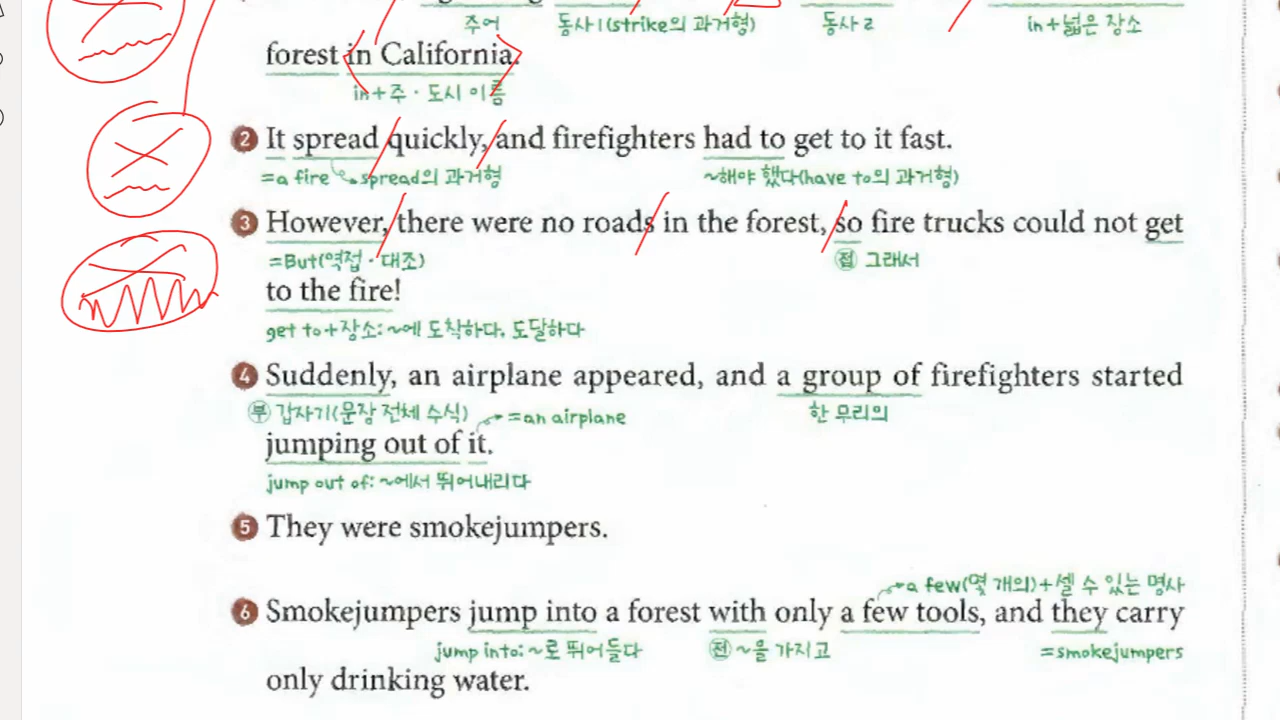 주어 동사1(strike의 과거형) 동사2 in+넓은 장소
forest in California.
in+주·도시 이름
2 It spread quickly, and firefighters had to get to it fast.
=a fire spread의 과거형 ~해야 했다(have to의 과거형)
3 However, there were no roads in the forest, so fire trucks could not get
=But(역접·대조) 접 그래서
to the fire!
get to+장소: ~에 도착하다, 도달하다
4 Suddenly, an airplane appeared, and a group of firefighters started
부 갑자기(문장 전체 수식) =an airplane 한 무리의
jumping out of it.
jump out of: ~에서 뛰어내리다
5 They were smokejumpers.
a few(몇 개의)+셀 수 있는 명사
6 Smokejumpers jump into a forest with only a few tools, and they carry
jump into: ~로 뛰어들다 전 ~을 가지고 =smokejumpers
only drinking water.